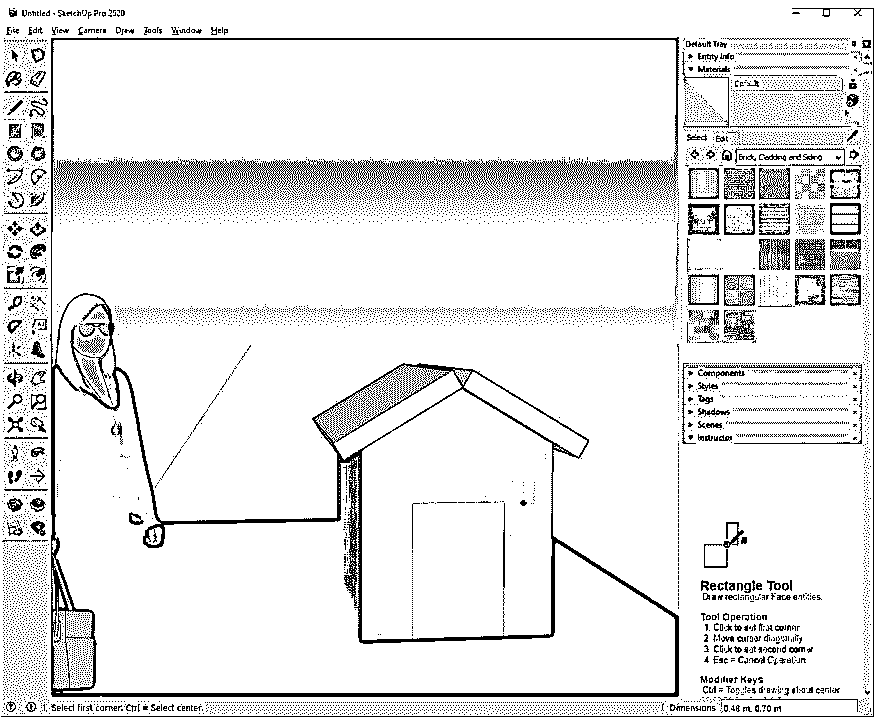 Untitled - SketchUp Pro 2020
File Edit View Camera Draw Tools Window Help
Default Tray
Entity Info
Materials
Default
Select Edit
Brick, Cladding and Siding
Components
Styles
Tags
Shadows
Scenes
Instructor
Rectangle Tool
Draw rectangular Face entities.
Tool Operation
1. Click to set first corner
2. Move cursor diagonally
3. Click to set second corner
4. Esc = Cancel Operation
Modifier Keys
Ctrl = Toggles drawing about center
Select first corner. Ctrl = Select center.
Dimensions 0.48 m, 0.70 m